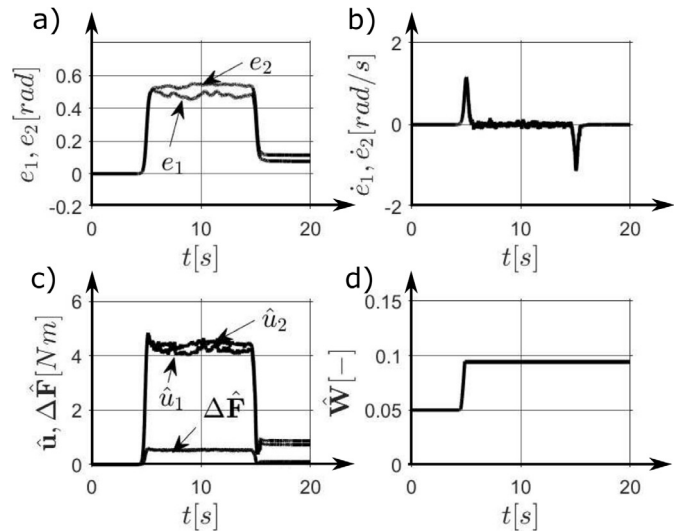 a)
e₁, e₂[rad]
0.6
0.4
0.2
0
-0.2
e₂
e₁
0 10 20
t[s]
b)
ė₁, ė₂[rad/s]
2
0
-2
0 10 20
t[s]
c)
û, ΔF̂[Nm]
6
4
2
0
û₂
û₁
ΔF̂
0 10 20
t[s]
d)
Ŵ[−]
0.15
0.1
0.05
0
0 10 20
t[s]